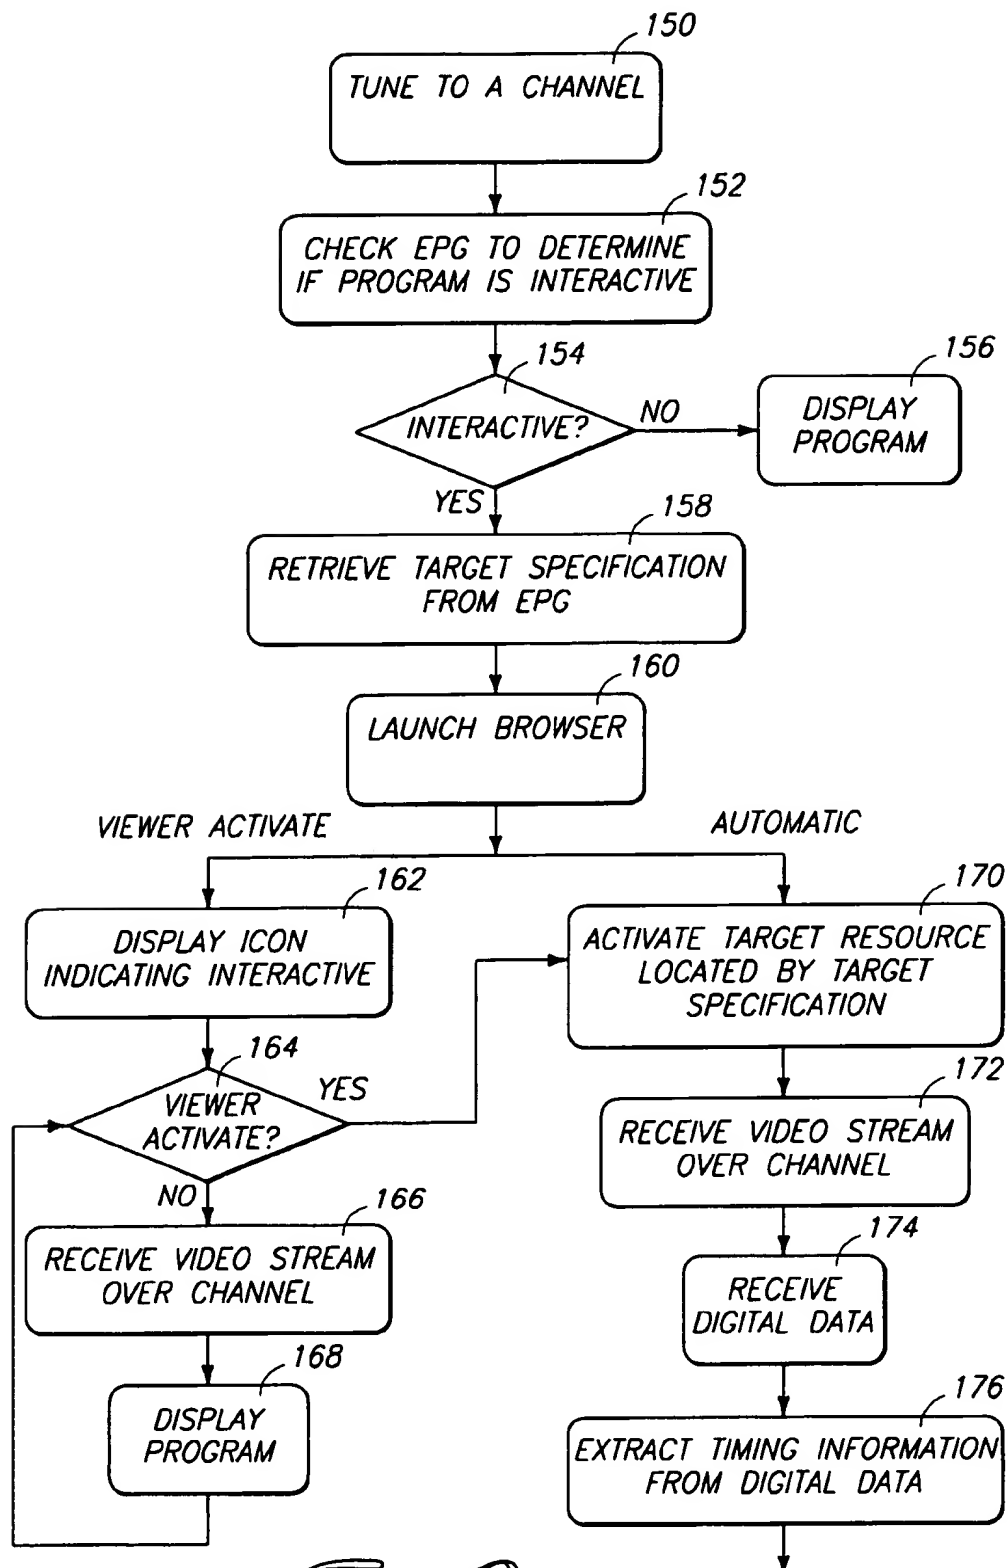 150
TUNE TO A CHANNEL
152
CHECK EPG TO DETERMINE
IF PROGRAM IS INTERACTIVE
154
INTERACTIVE?
NO
156
DISPLAY
PROGRAM
YES
158
RETRIEVE TARGET SPECIFICATION
FROM EPG
160
LAUNCH BROWSER
VIEWER ACTIVATE
AUTOMATIC
162
DISPLAY ICON
INDICATING INTERACTIVE
170
ACTIVATE TARGET RESOURCE
LOCATED BY TARGET
SPECIFICATION
164
VIEWER
ACTIVATE?
YES
172
RECEIVE VIDEO STREAM
OVER CHANNEL
NO
166
RECEIVE VIDEO STREAM
OVER CHANNEL
174
RECEIVE
DIGITAL DATA
168
DISPLAY
PROGRAM
176
EXTRACT TIMING INFORMATION
FROM DIGITAL DATA